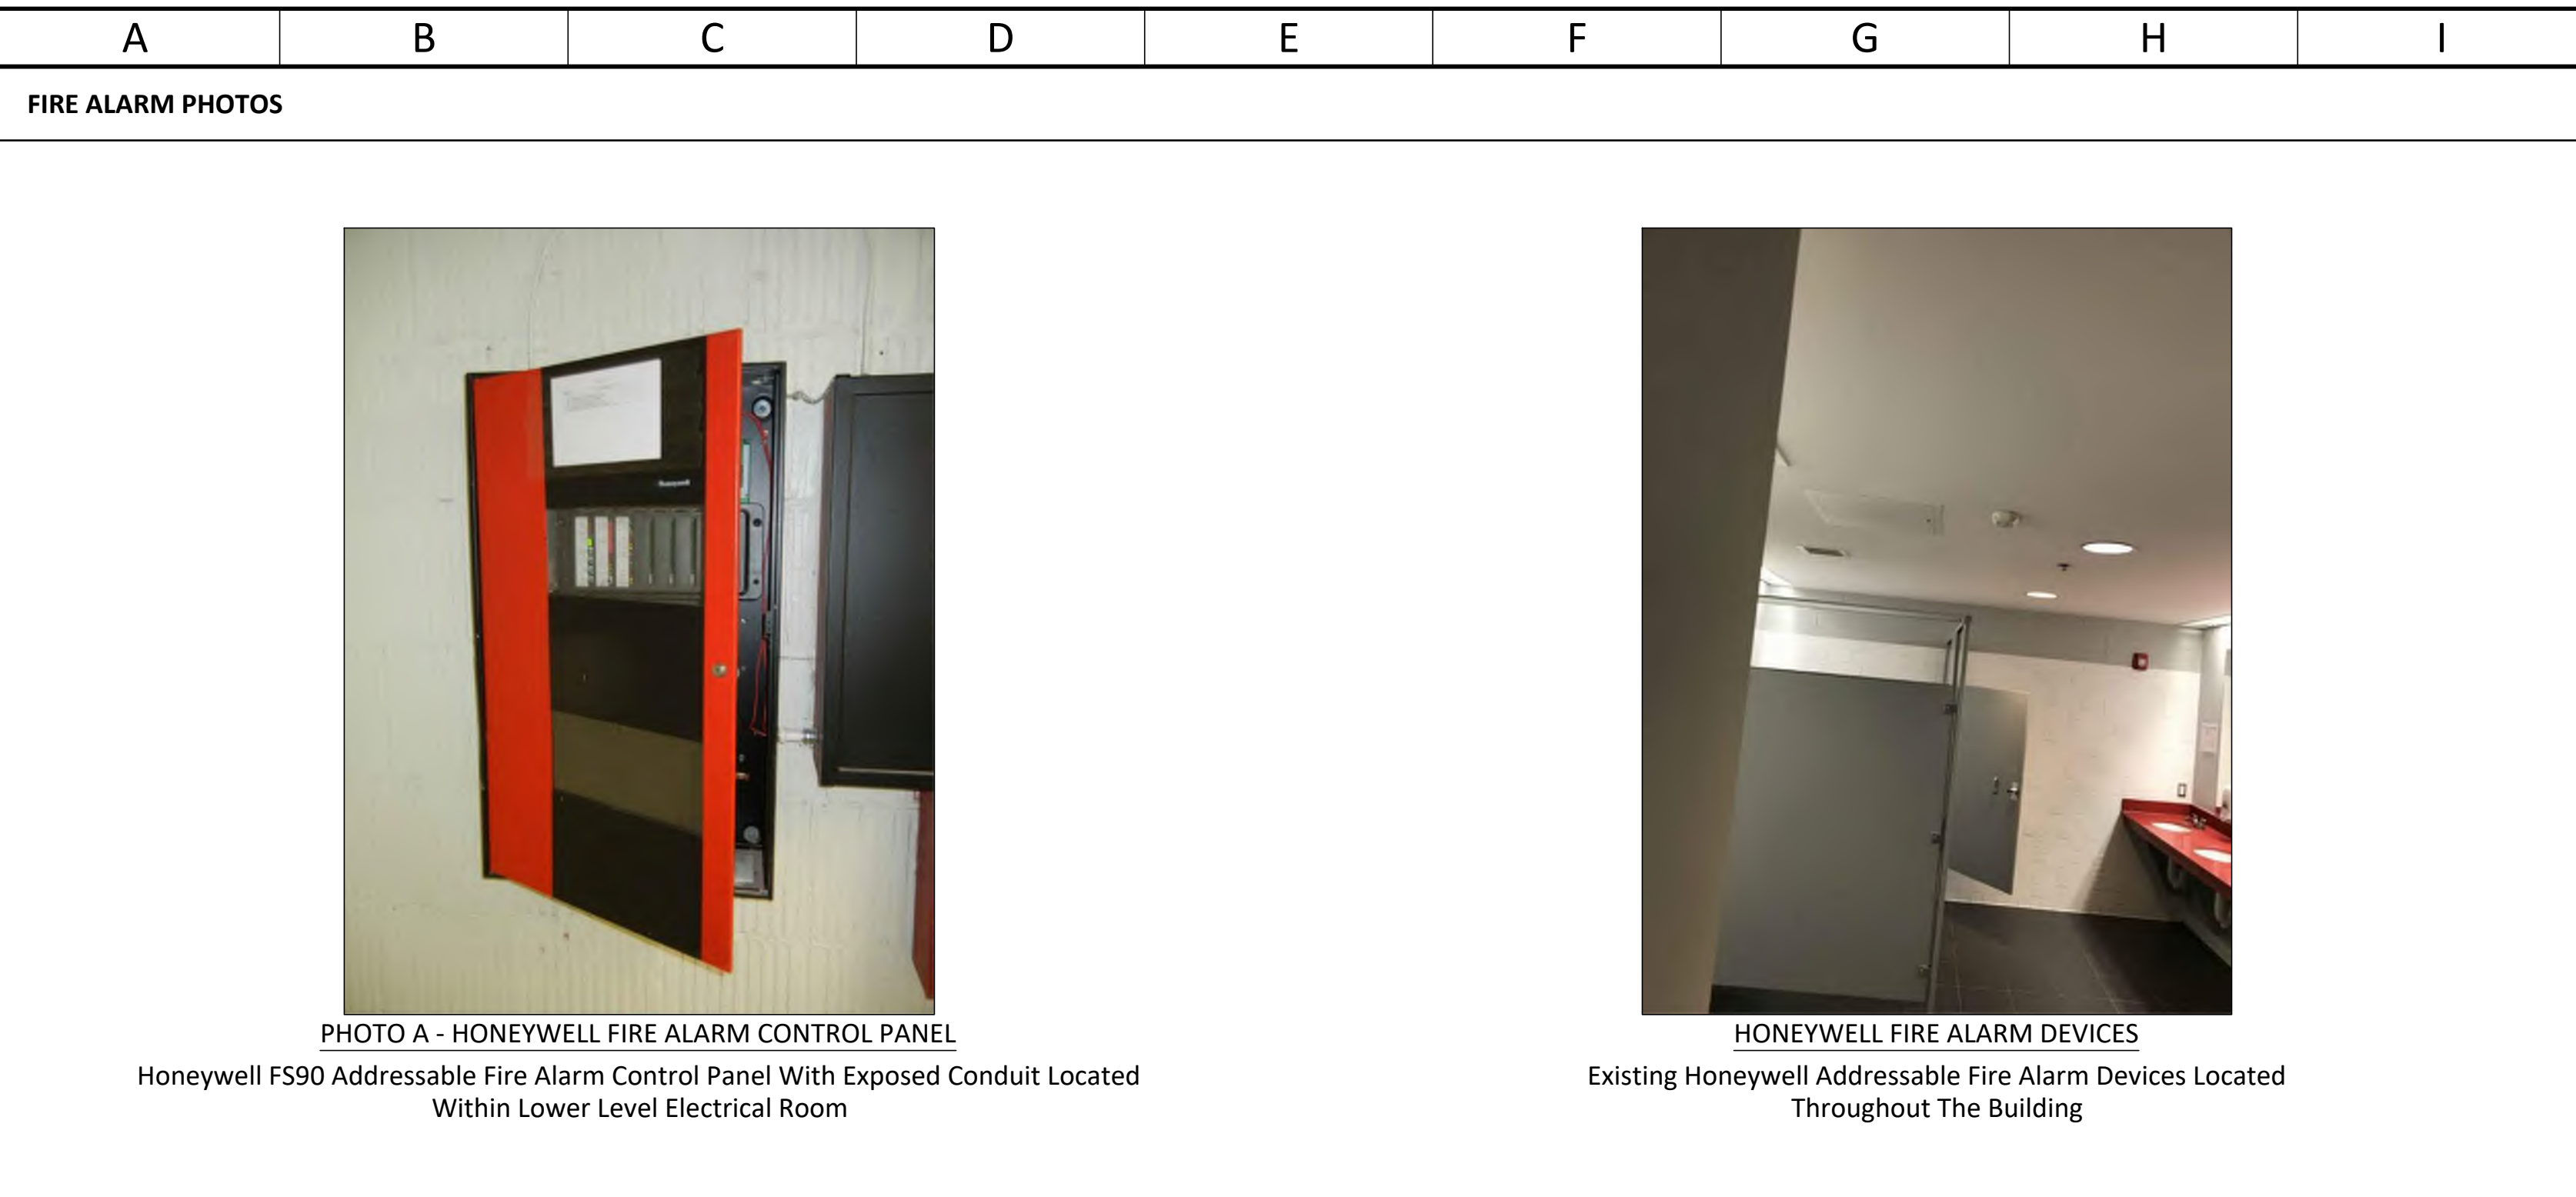 A B C D E F G H I
FIRE ALARM PHOTOS
Honeywell
PHOTO A - HONEYWELL FIRE ALARM CONTROL PANEL
Honeywell FS90 Addressable Fire Alarm Control Panel With Exposed Conduit Located
Within Lower Level Electrical Room
HONEYWELL FIRE ALARM DEVICES
Existing Honeywell Addressable Fire Alarm Devices Located
Throughout The Building